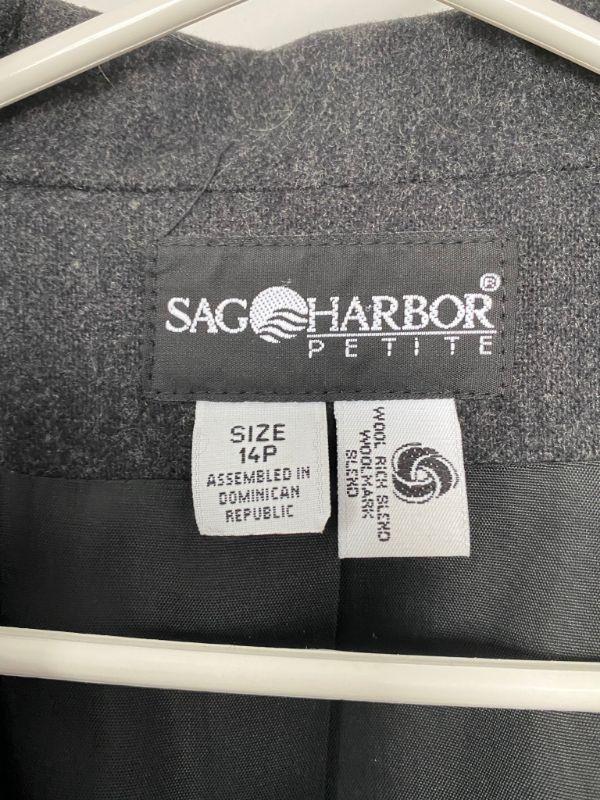 SAG HARBOR®
PETITE
SIZE
14P
ASSEMBLED IN
DOMINICAN
REPUBLIC
WOOL RICH BLEND
WOOLMARK
BLEND